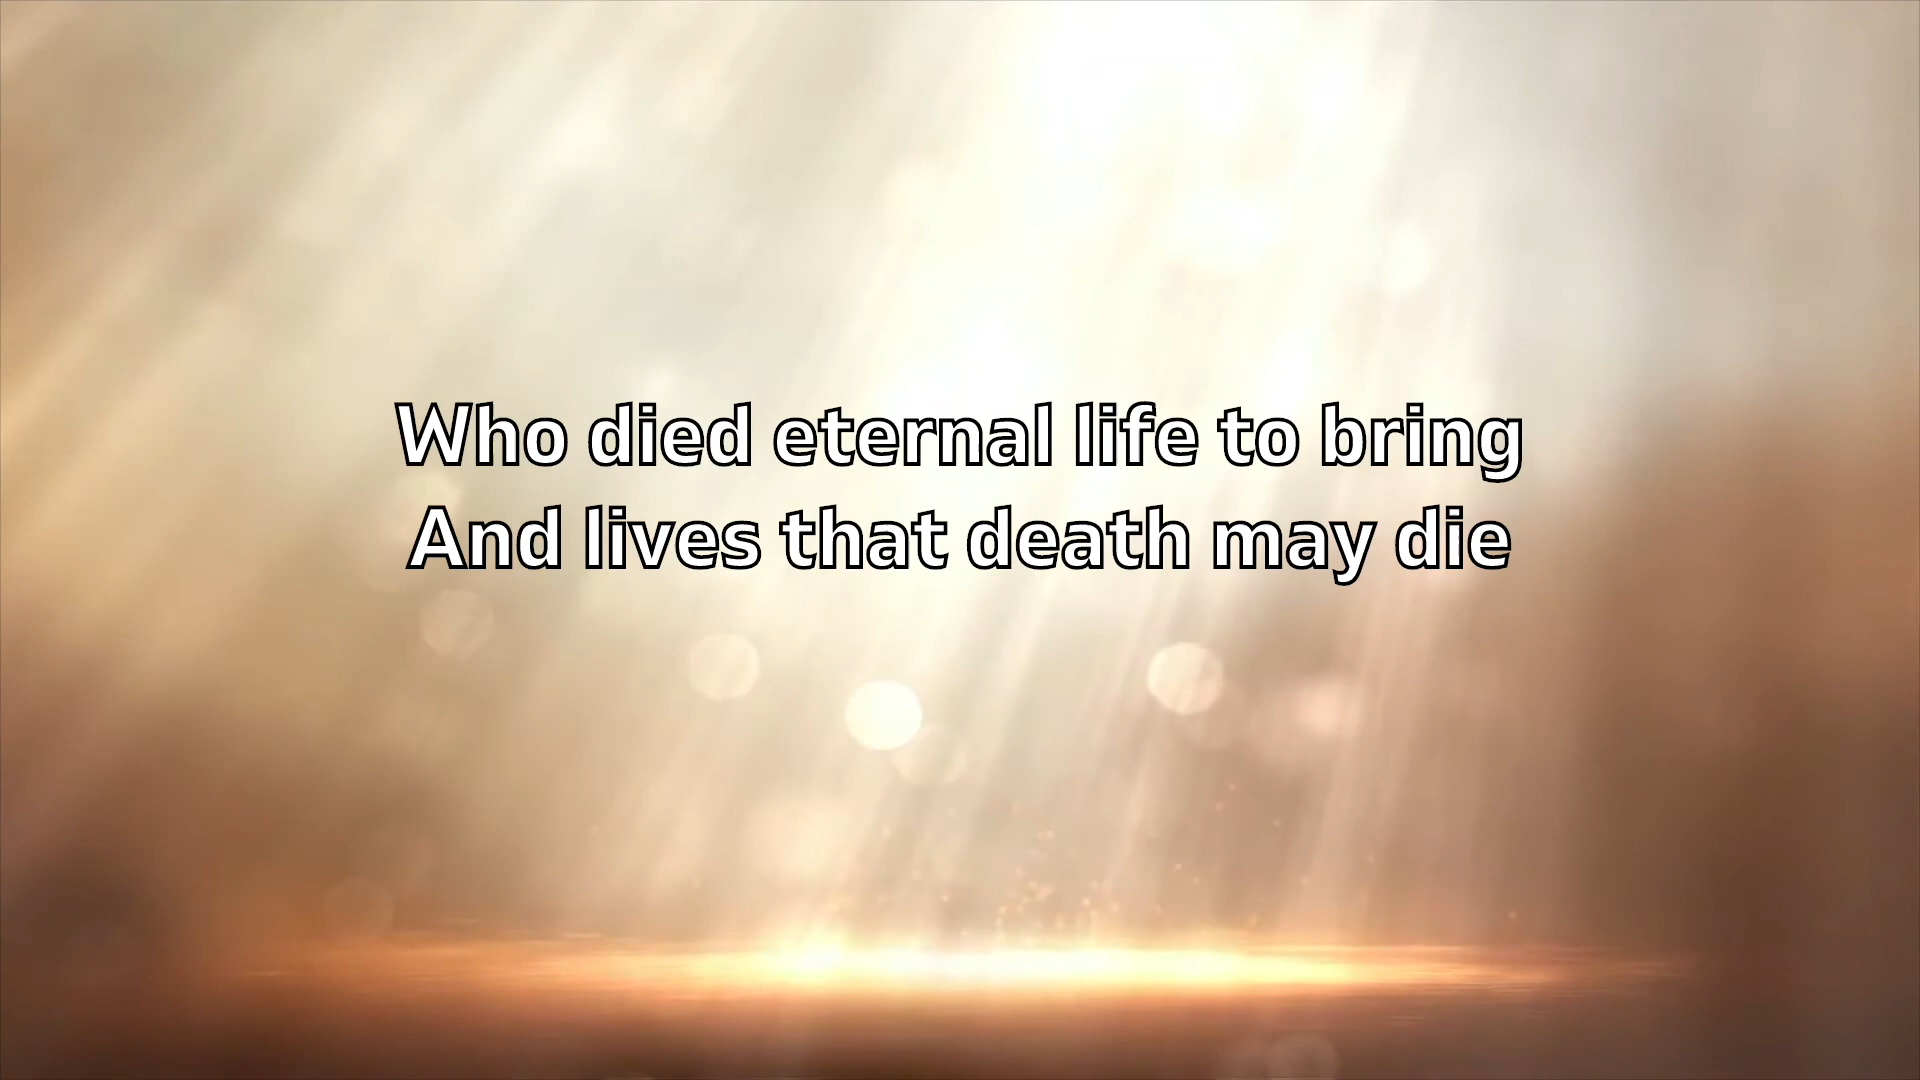 Who died eternal life to bring
And lives that death may die